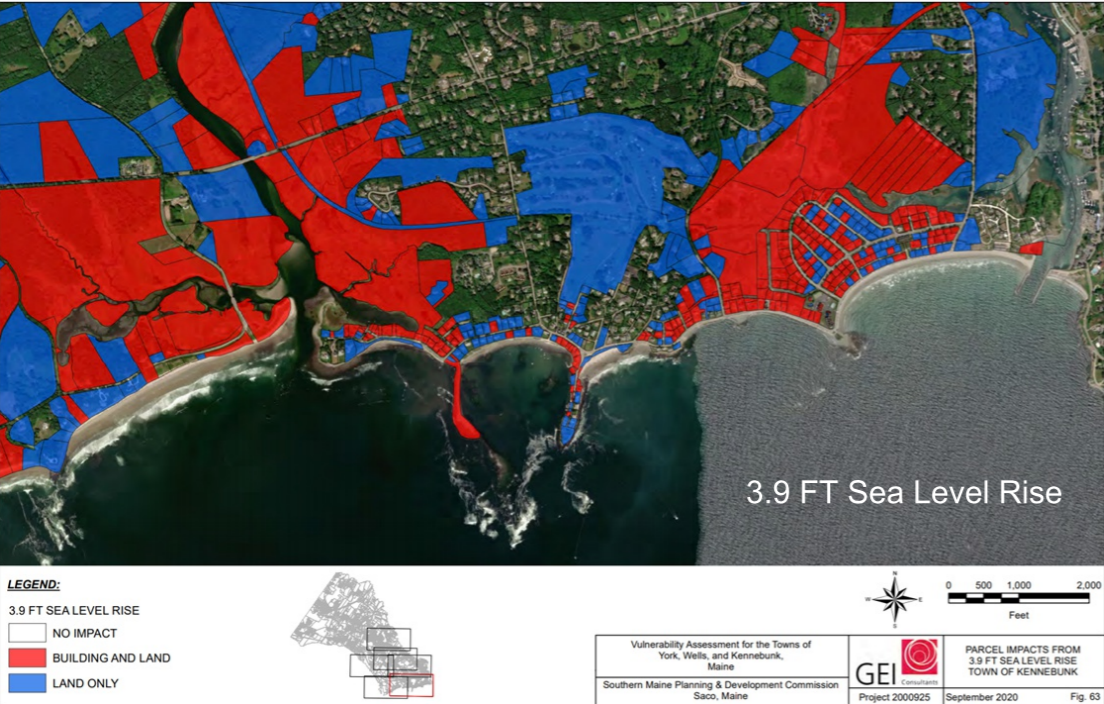 3.9 FT Sea Level Rise
LEGEND:
3.9 FT SEA LEVEL RISE
NO IMPACT
BUILDING AND LAND
LAND ONLY
N
W
E
S
0 500 1,000 2,000
Feet
Vulnerability Assessment for the Towns of
York, Wells, and Kennebunk,
Maine
Southern Maine Planning & Development Commission
Saco, Maine
GEI
Consultants
Project 2000925
PARCEL IMPACTS FROM
3.9 FT SEA LEVEL RISE
TOWN OF KENNEBUNK
September 2020
Fig. 63